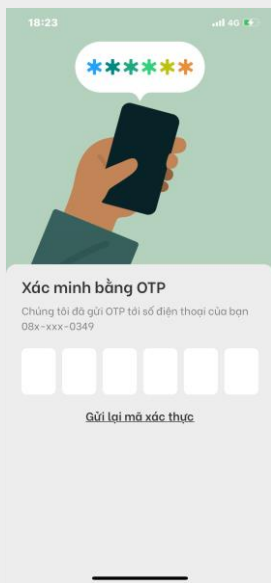 18:23
4G
******
Xác minh bằng OTP
Chúng tôi đã gửi OTP tới số điện thoại của bạn
08x-xxx-0349
Gửi lại mã xác thực